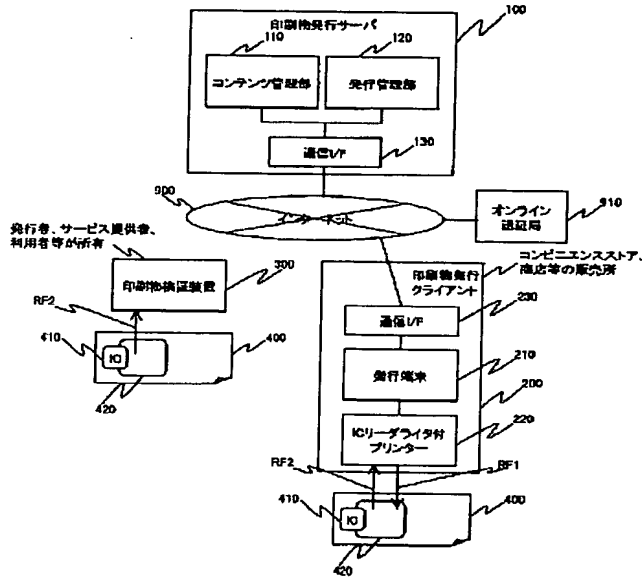 印刷物発行サーバ
100
110
120
コンテンツ管理部
発行管理部
通信I/F
130
900
インターネット
オンライン
認証局
910
発行者、サービス提供者、
利用者等が所有
300
印刷物検証装置
RF2
410
IC
400
420
コンビニエンスストア、
商店等の販売所
印刷物発行
クライアント
230
通信I/F
210
発行端末
200
ICリーダライタ付
プリンター
220
RF2
RF1
410
IC
400
420